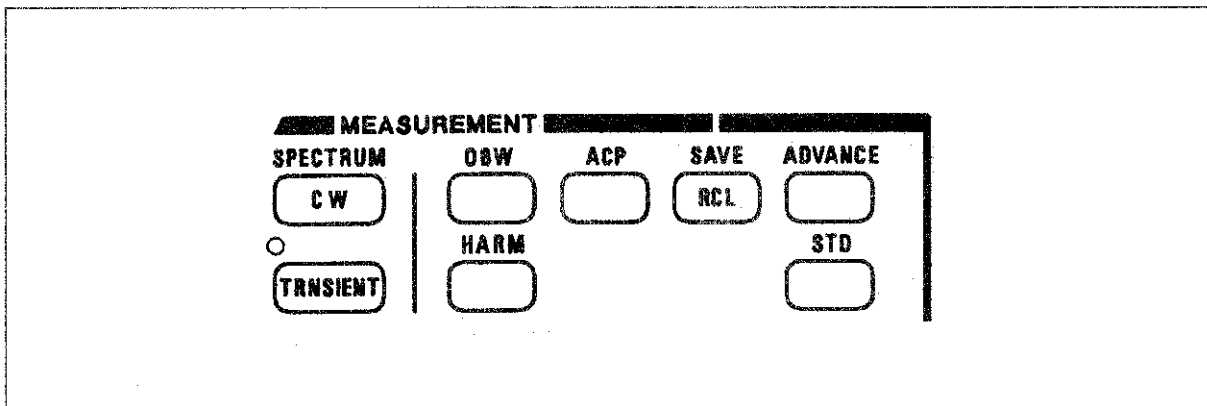 MEASUREMENT
SPECTRUM OBW ACP SAVE ADVANCE
CW RCL
HARM STD
TRNSIENT